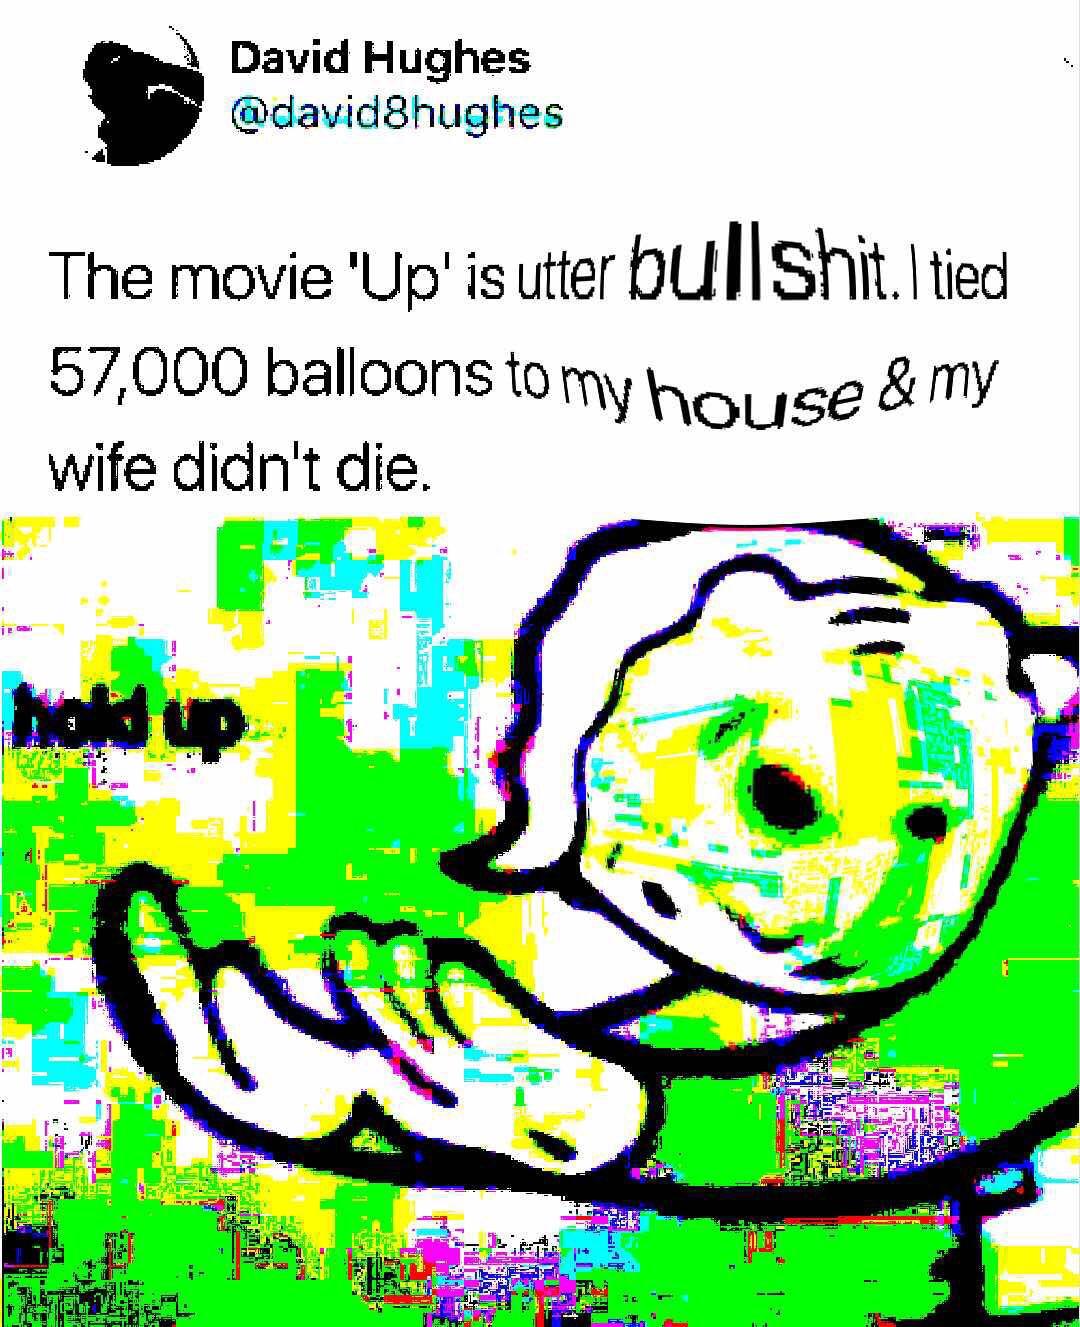 David Hughes
@david8hughes
The movie 'Up' is utter bullshit. I tied
57,000 balloons to my house & my
wife didn't die.
hold up